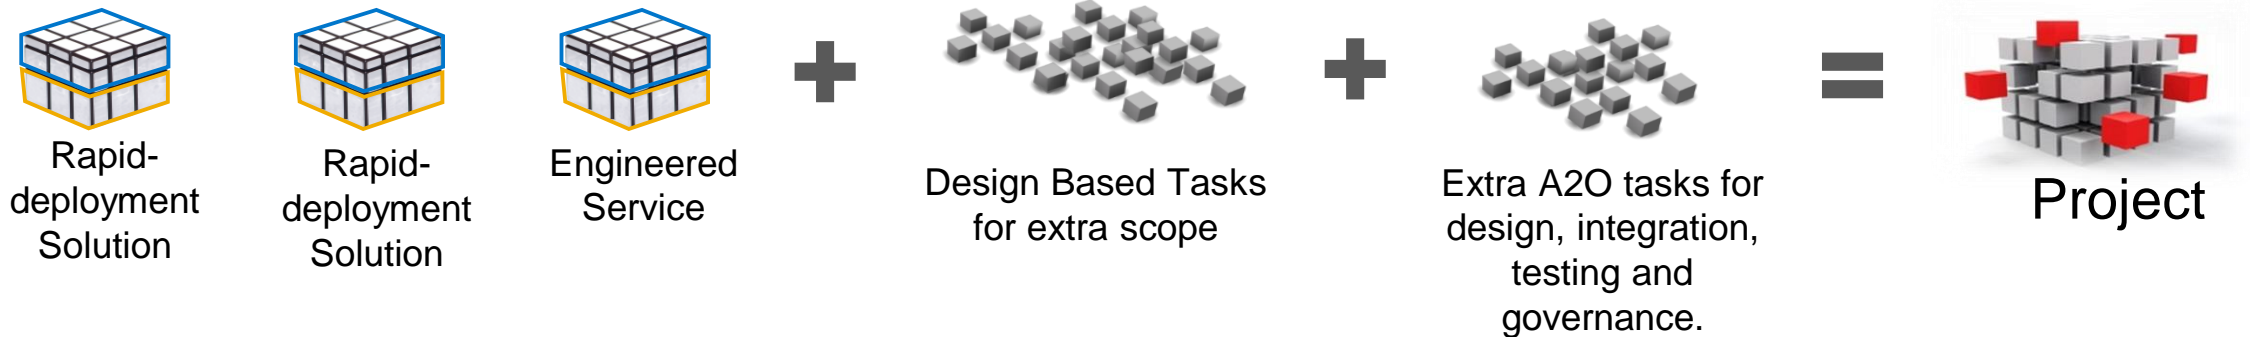 Rapid-
deployment
Solution
Rapid-
deployment
Solution
Engineered
Service
Design Based Tasks
for extra scope
Extra A2O tasks for
design, integration,
testing and
governance.
Project